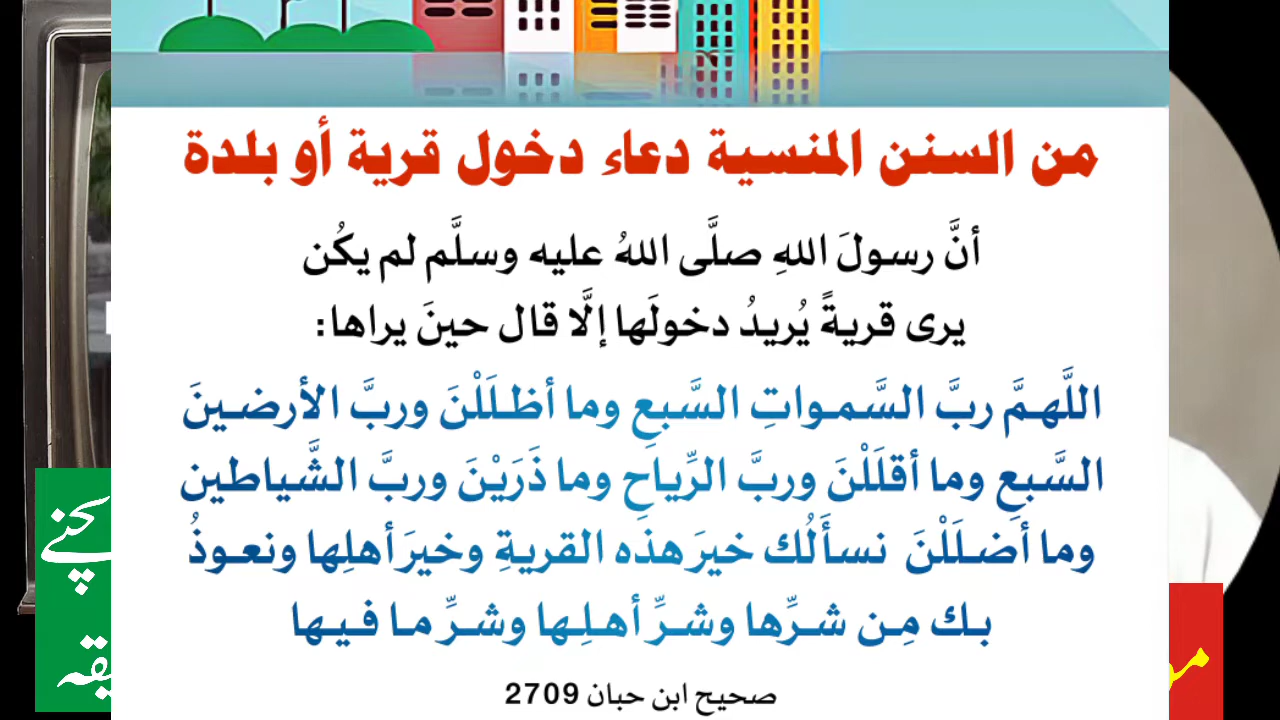 من السنن المنسية دعاء دخول قرية أو بلدة
أنَّ رسولَ اللهِ صلَّى اللهُ عليه وسلَّم لم يكُن
يرى قريةً يُريدُ دخولَها إلَّا قال حينَ يراها:
اللَّهمَّ ربَّ السَّمواتِ السَّبعِ وما أظلَلْنَ وربَّ الأرضينَ
السَّبعِ وما أقلَلْنَ وربَّ الرِّياحِ وما ذَرَيْنَ وربَّ الشَّياطين
وما أضلَلْنَ نسأَلُك خيرَ هذه القريةِ وخيرَ أهلِها ونعوذُ
بك مِن شرِّها وشرِّ أهلِها وشرِّ ما فيها
صحيح ابن حبان 2709